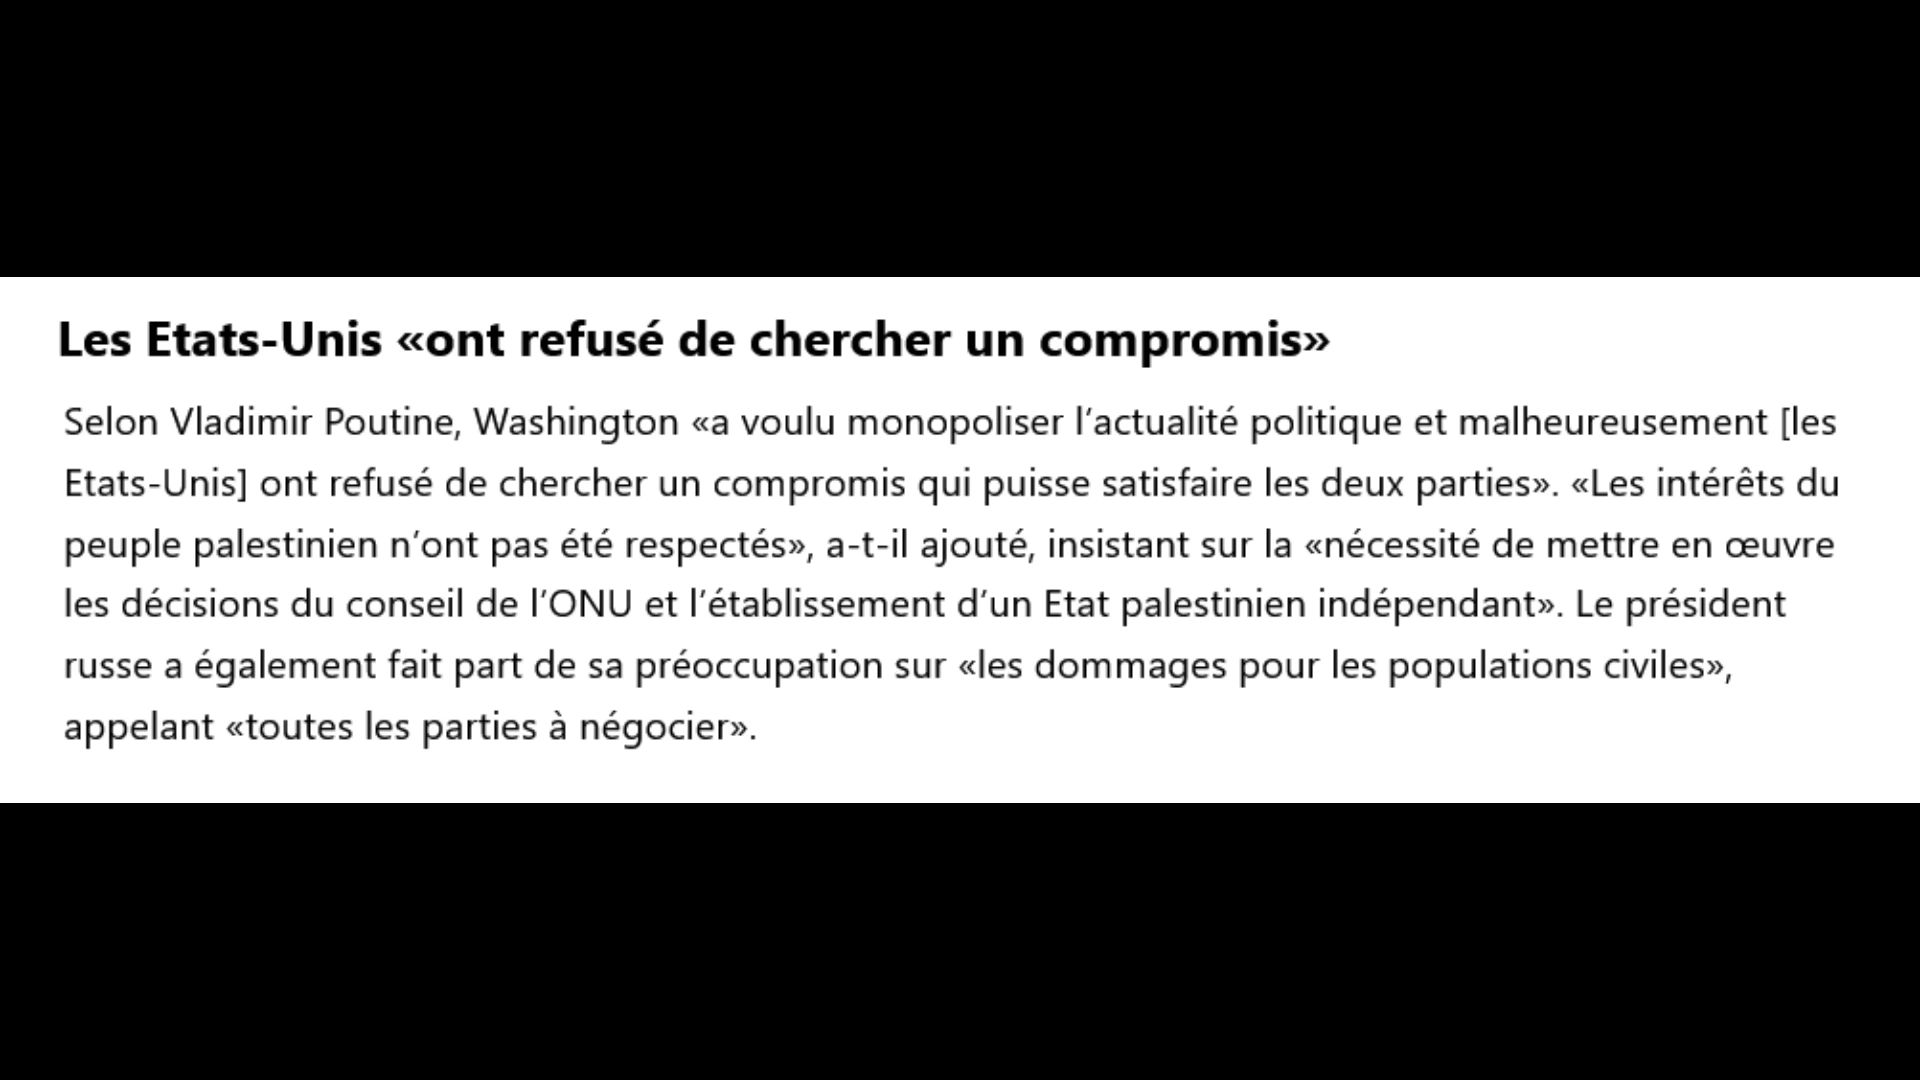 Les Etats-Unis «ont refusé de chercher un compromis»
Selon Vladimir Poutine, Washington «a voulu monopoliser l’actualité politique et malheureusement [les
Etats-Unis] ont refusé de chercher un compromis qui puisse satisfaire les deux parties». «Les intérêts du
peuple palestinien n’ont pas été respectés», a-t-il ajouté, insistant sur la «nécessité de mettre en œuvre
les décisions du conseil de l’ONU et l’établissement d’un Etat palestinien indépendant». Le président
russe a également fait part de sa préoccupation sur «les dommages pour les populations civiles»,
appelant «toutes les parties à négocier».